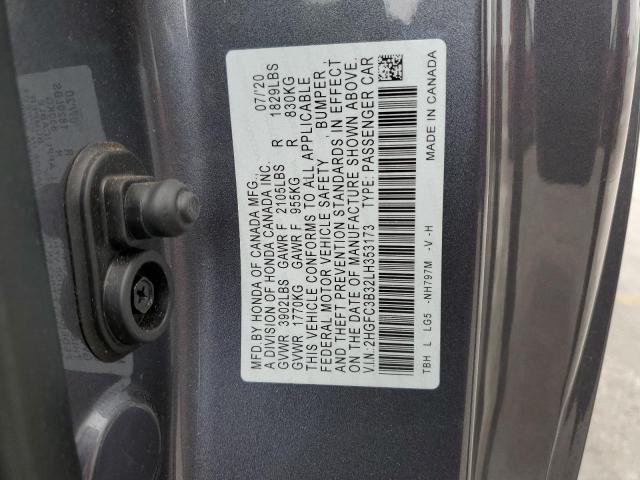 MFD.BY HONDA OF CANADA MFG. 07/'20
A DIVISION OF HONDA CANADA INC.
GVWR 3902LBS GAWR F 2105LBS R 1829LBS
GVWR 1770KG GAWR F 955KG R 830KG
THIS VEHICLE CONFORMS TO ALL APPLICABLE
FEDERAL MOTOR VEHICLE SAFETY , BUMPER,
AND THEFT PREVENTION STANDARDS IN EFFECT
ON THE DATE OF MANUFACTURE SHOWN ABOVE.
V.I.N:2HGFC3B32LH353173 TYPE: PASSENGER CAR
TBH L LG5 -NH797M -V -H MADE IN CANADA